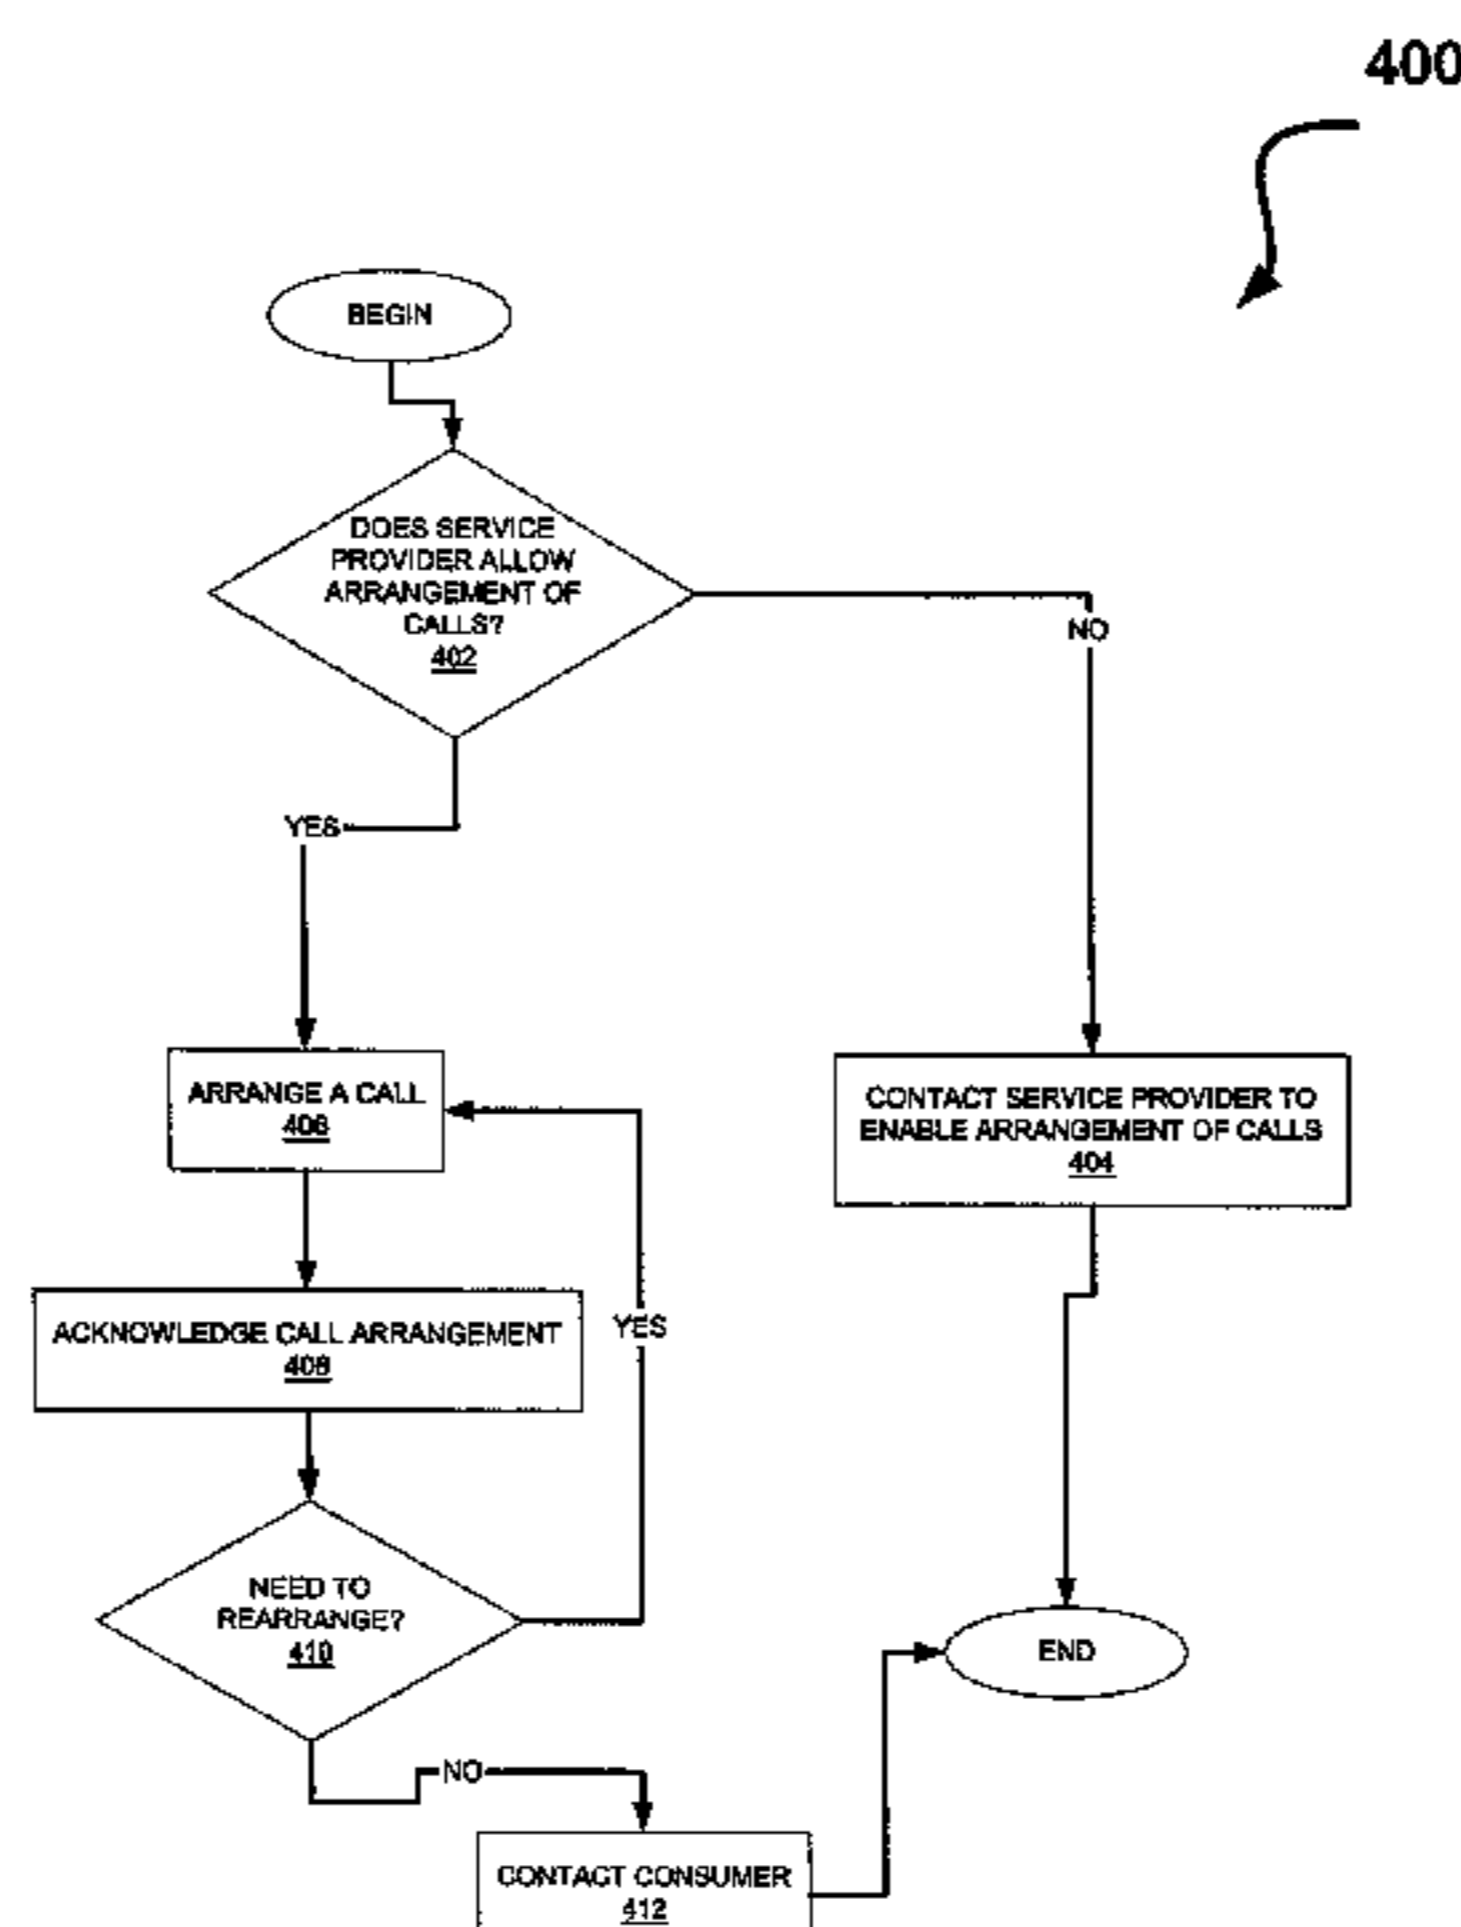 400
BEGIN
DOES SERVICE
PROVIDER ALLOW
ARRANGEMENT OF
CALLS?
402
NO
YES
ARRANGE A CALL
406
CONTACT SERVICE PROVIDER TO
ENABLE ARRANGEMENT OF CALLS
404
ACKNOWLEDGE CALL ARRANGEMENT
408
YES
NEED TO
REARRANGE?
410
END
NO
CONTACT CONSUMER
412